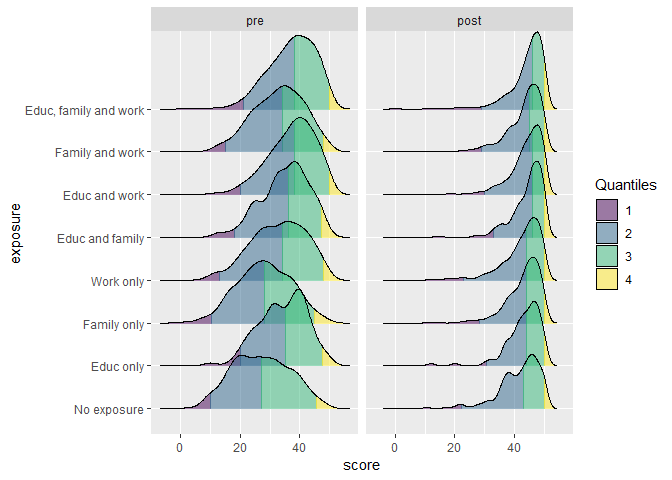 pre
post
Educ, family and work
Family and work
Educ and work
Educ and family
Work only
Family only
Educ only
No exposure
exposure
0
20
40
0
20
40
score
Quantiles
1
2
3
4